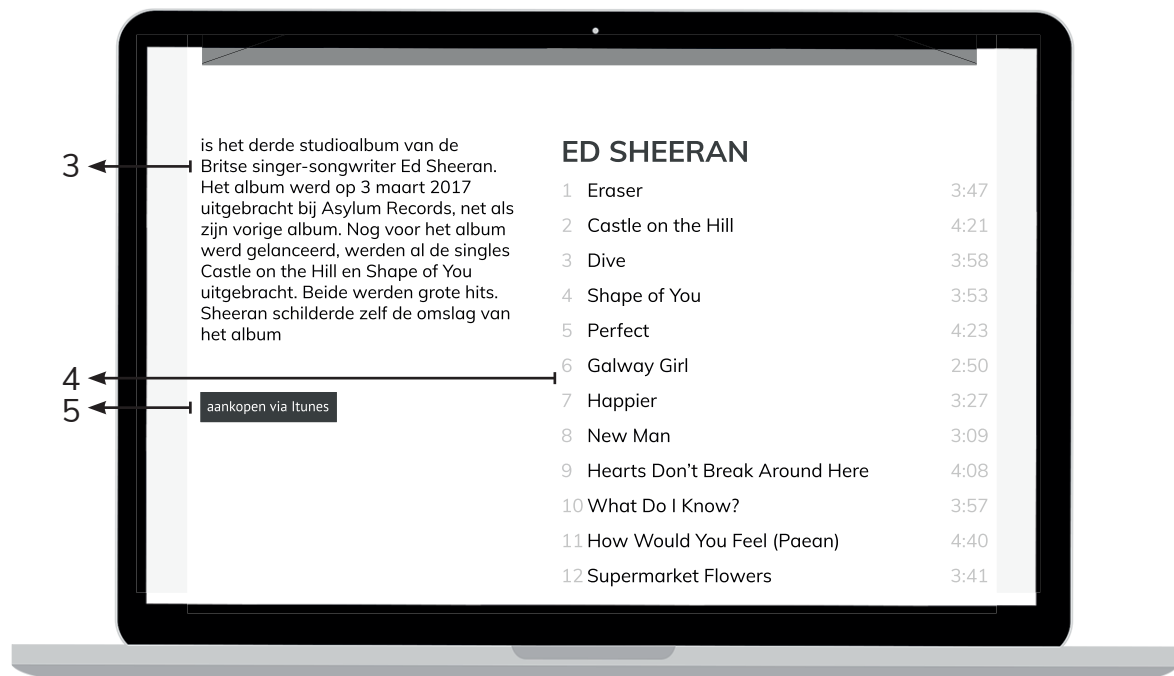 3
is het derde studioalbum van de
Britse singer-songwriter Ed Sheeran.
Het album werd op 3 maart 2017
uitgebracht bij Asylum Records, net als
zijn vorige album. Nog voor het album
werd gelanceerd, werden al de singles
Castle on the Hill en Shape of You
uitgebracht. Beide werden grote hits.
Sheeran schilderde zelf de omslag van
het album
4
5
aankopen via Itunes
ED SHEERAN
1 Eraser 3:47
2 Castle on the Hill 4:21
3 Dive 3:58
4 Shape of You 3:53
5 Perfect 4:23
6 Galway Girl 2:50
7 Happier 3:27
8 New Man 3:09
9 Hearts Don’t Break Around Here 4:08
10 What Do I Know? 3:57
11 How Would You Feel (Paean) 4:40
12 Supermarket Flowers 3:41